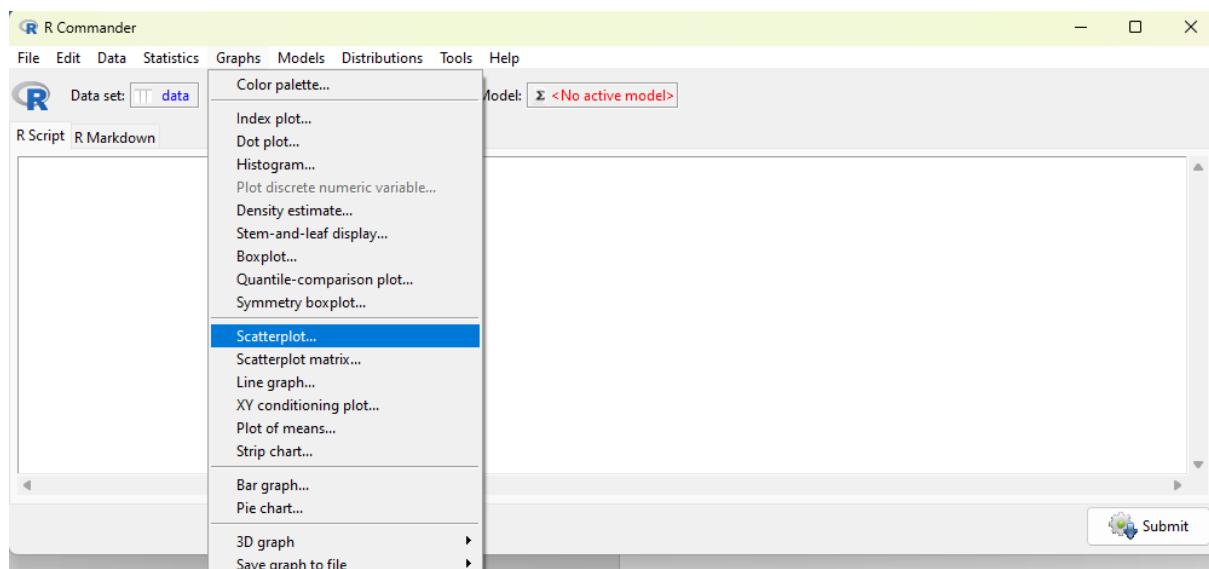 R Commander
File Edit Data Statistics Graphs Models Distributions Tools Help
Data set: data Model: Σ <No active model>
R Script R Markdown
Color palette...
Index plot...
Dot plot...
Histogram...
Plot discrete numeric variable...
Density estimate...
Stem-and-leaf display...
Boxplot...
Quantile-comparison plot...
Symmetry boxplot...
Scatterplot...
Scatterplot matrix...
Line graph...
XY conditioning plot...
Plot of means...
Strip chart...
Bar graph...
Pie chart...
3D graph
Save graph to file
Submit